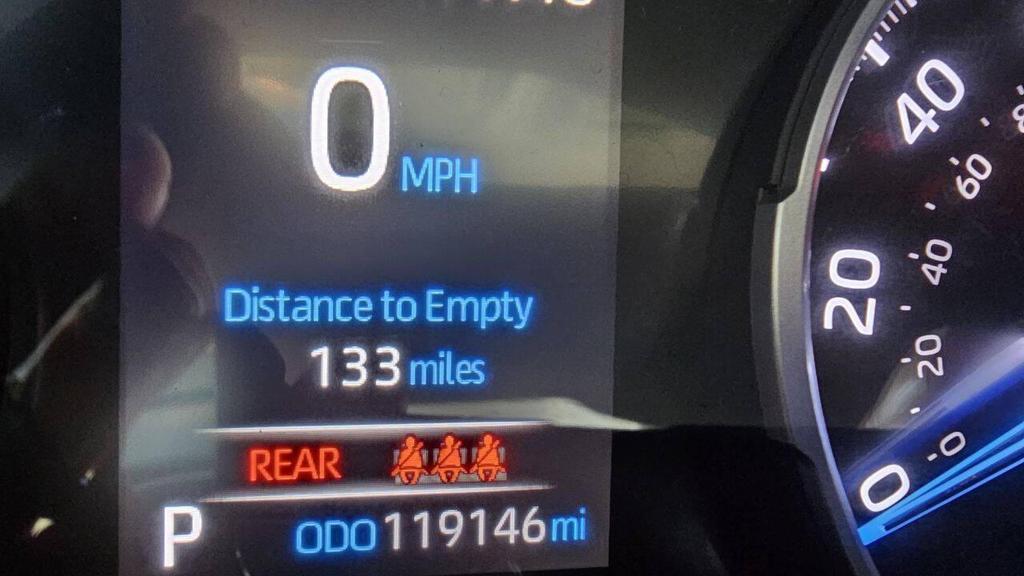 0 MPH
Distance to Empty
133 miles
REAR
P ODO 119146 mi
40
60
20
40
20
0
0